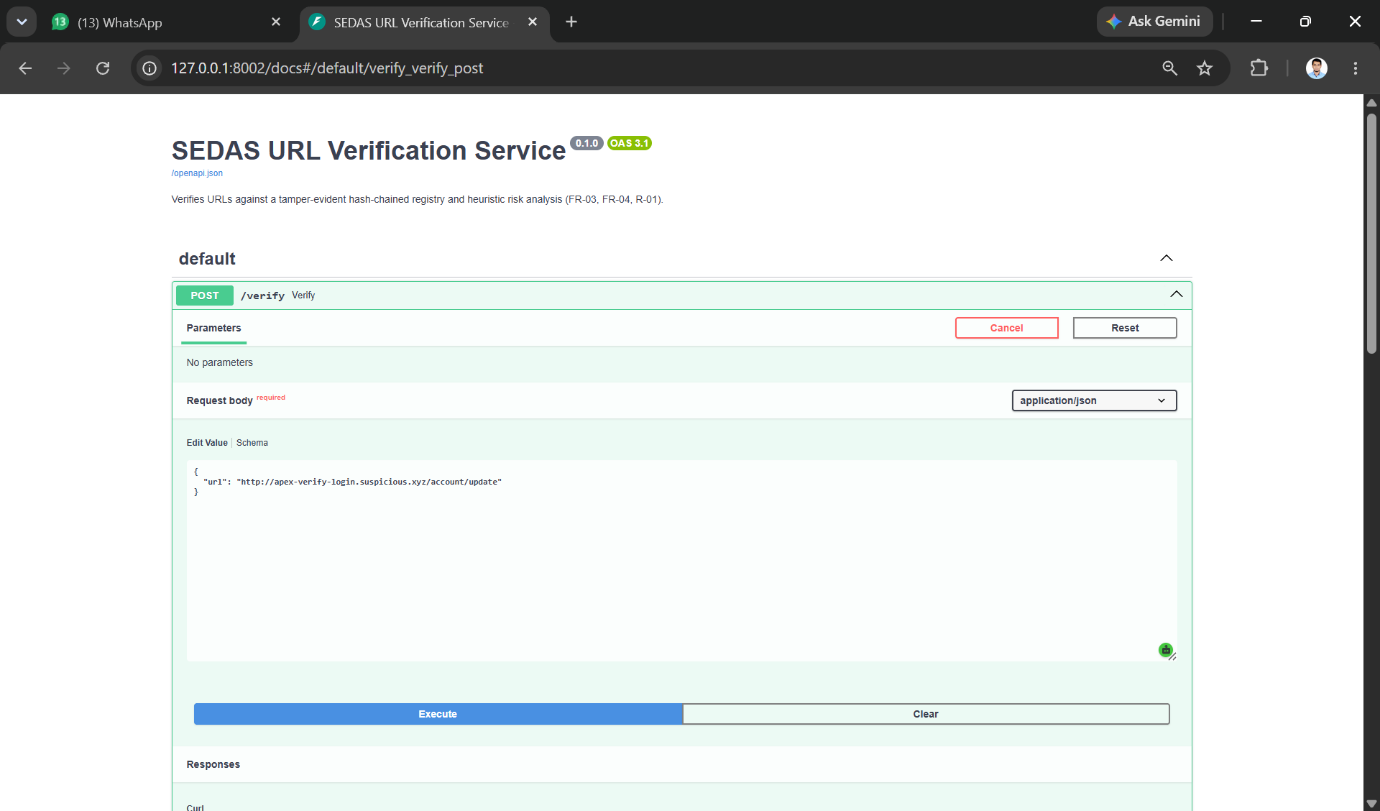 13 (13) WhatsApp
SEDAS URL Verification Service
Ask Gemini
127.0.0.1:8002/docs#/default/verify_verify_post
SEDAS URL Verification Service 0.1.0 OAS 3.1
/openapi.json
Verifies URLs against a tamper-evident hash-chained registry and heuristic risk analysis (FR-03, FR-04, R-01).
default
POST /verify Verify
Parameters
Cancel
Reset
No parameters
Request body required
application/json
Edit Value | Schema
{
"url": "http://apex-verify-login.suspicious.xyz/account/update"
}
Execute
Clear
Responses
Curl